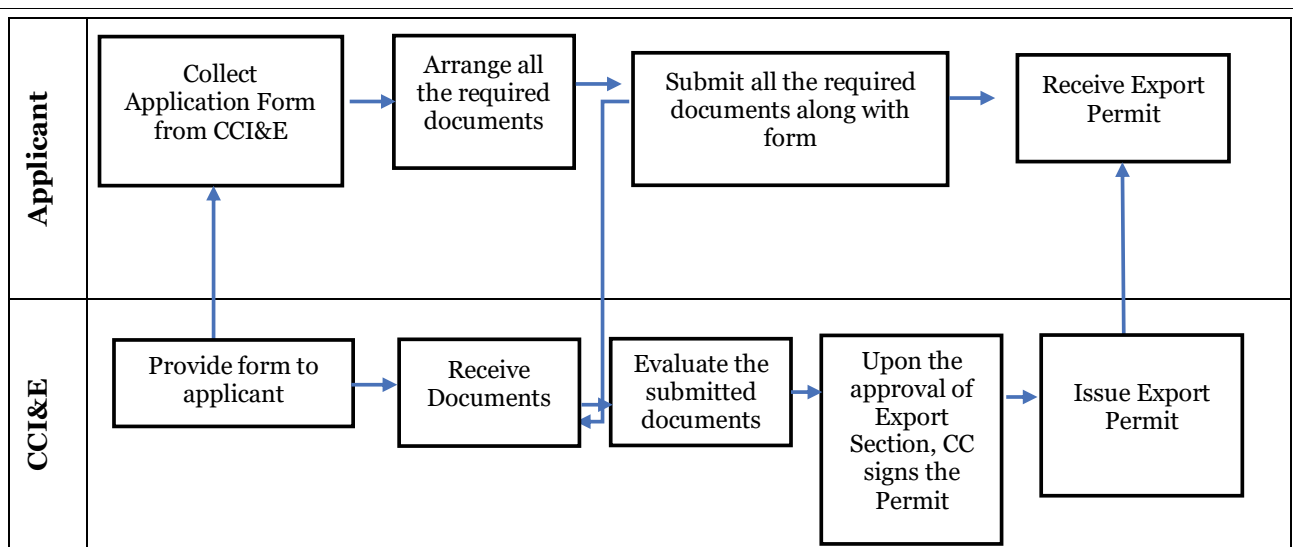 Applicant
Collect
Application Form
from CCI&E
Arrange all
the required
documents
Submit all the required
documents along with
form
Receive Export
Permit
CCI&E
Provide form to
applicant
Receive
Documents
Evaluate the
submitted
documents
Upon the
approval of
Export
Section, CC
signs the
Permit
Issue Export
Permit